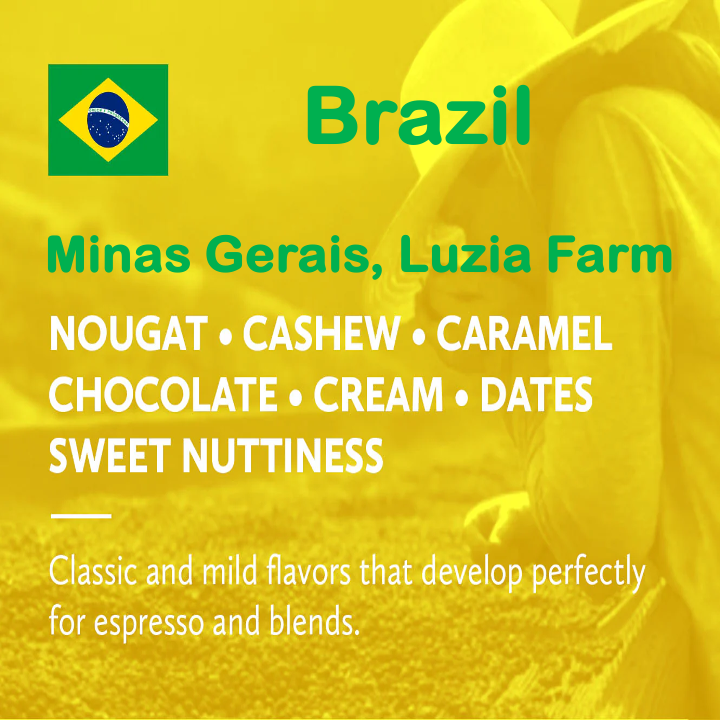 Brazil
Minas Gerais, Luzia Farm
NOUGAT • CASHEW • CARAMEL
CHOCOLATE • CREAM • DATES
SWEET NUTTINESS
Classic and mild flavors that develop perfectly
for espresso and blends.